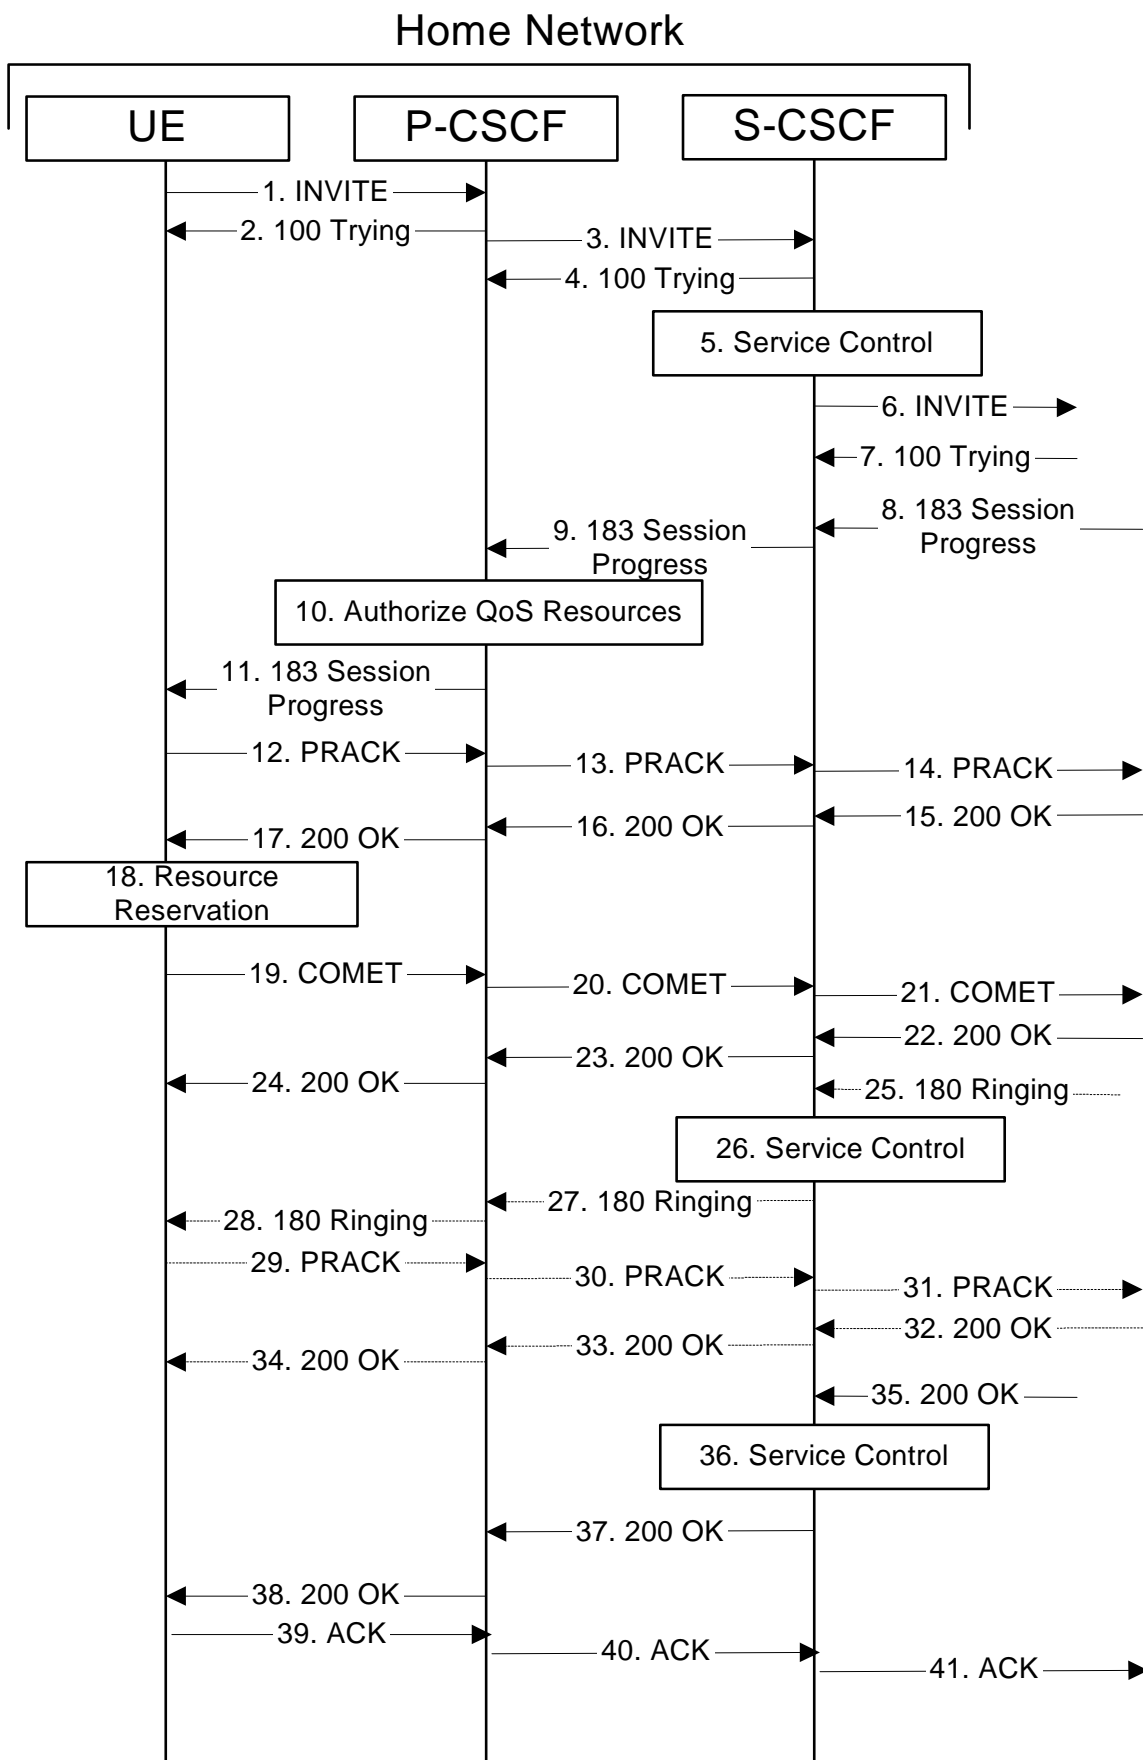 Home Network
UE
P-CSCF
S-CSCF
1. INVITE
2. 100 Trying
3. INVITE
4. 100 Trying
5. Service Control
6. INVITE
7. 100 Trying
8. 183 Session
Progress
9. 183 Session
Progress
10. Authorize QoS Resources
11. 183 Session
Progress
12. PRACK
13. PRACK
14. PRACK
15. 200 OK
16. 200 OK
17. 200 OK
18. Resource
Reservation
19. COMET
20. COMET
21. COMET
22. 200 OK
23. 200 OK
24. 200 OK
25. 180 Ringing
26. Service Control
27. 180 Ringing
28. 180 Ringing
29. PRACK
30. PRACK
31. PRACK
32. 200 OK
33. 200 OK
34. 200 OK
35. 200 OK
36. Service Control
37. 200 OK
38. 200 OK
39. ACK
40. ACK
41. ACK